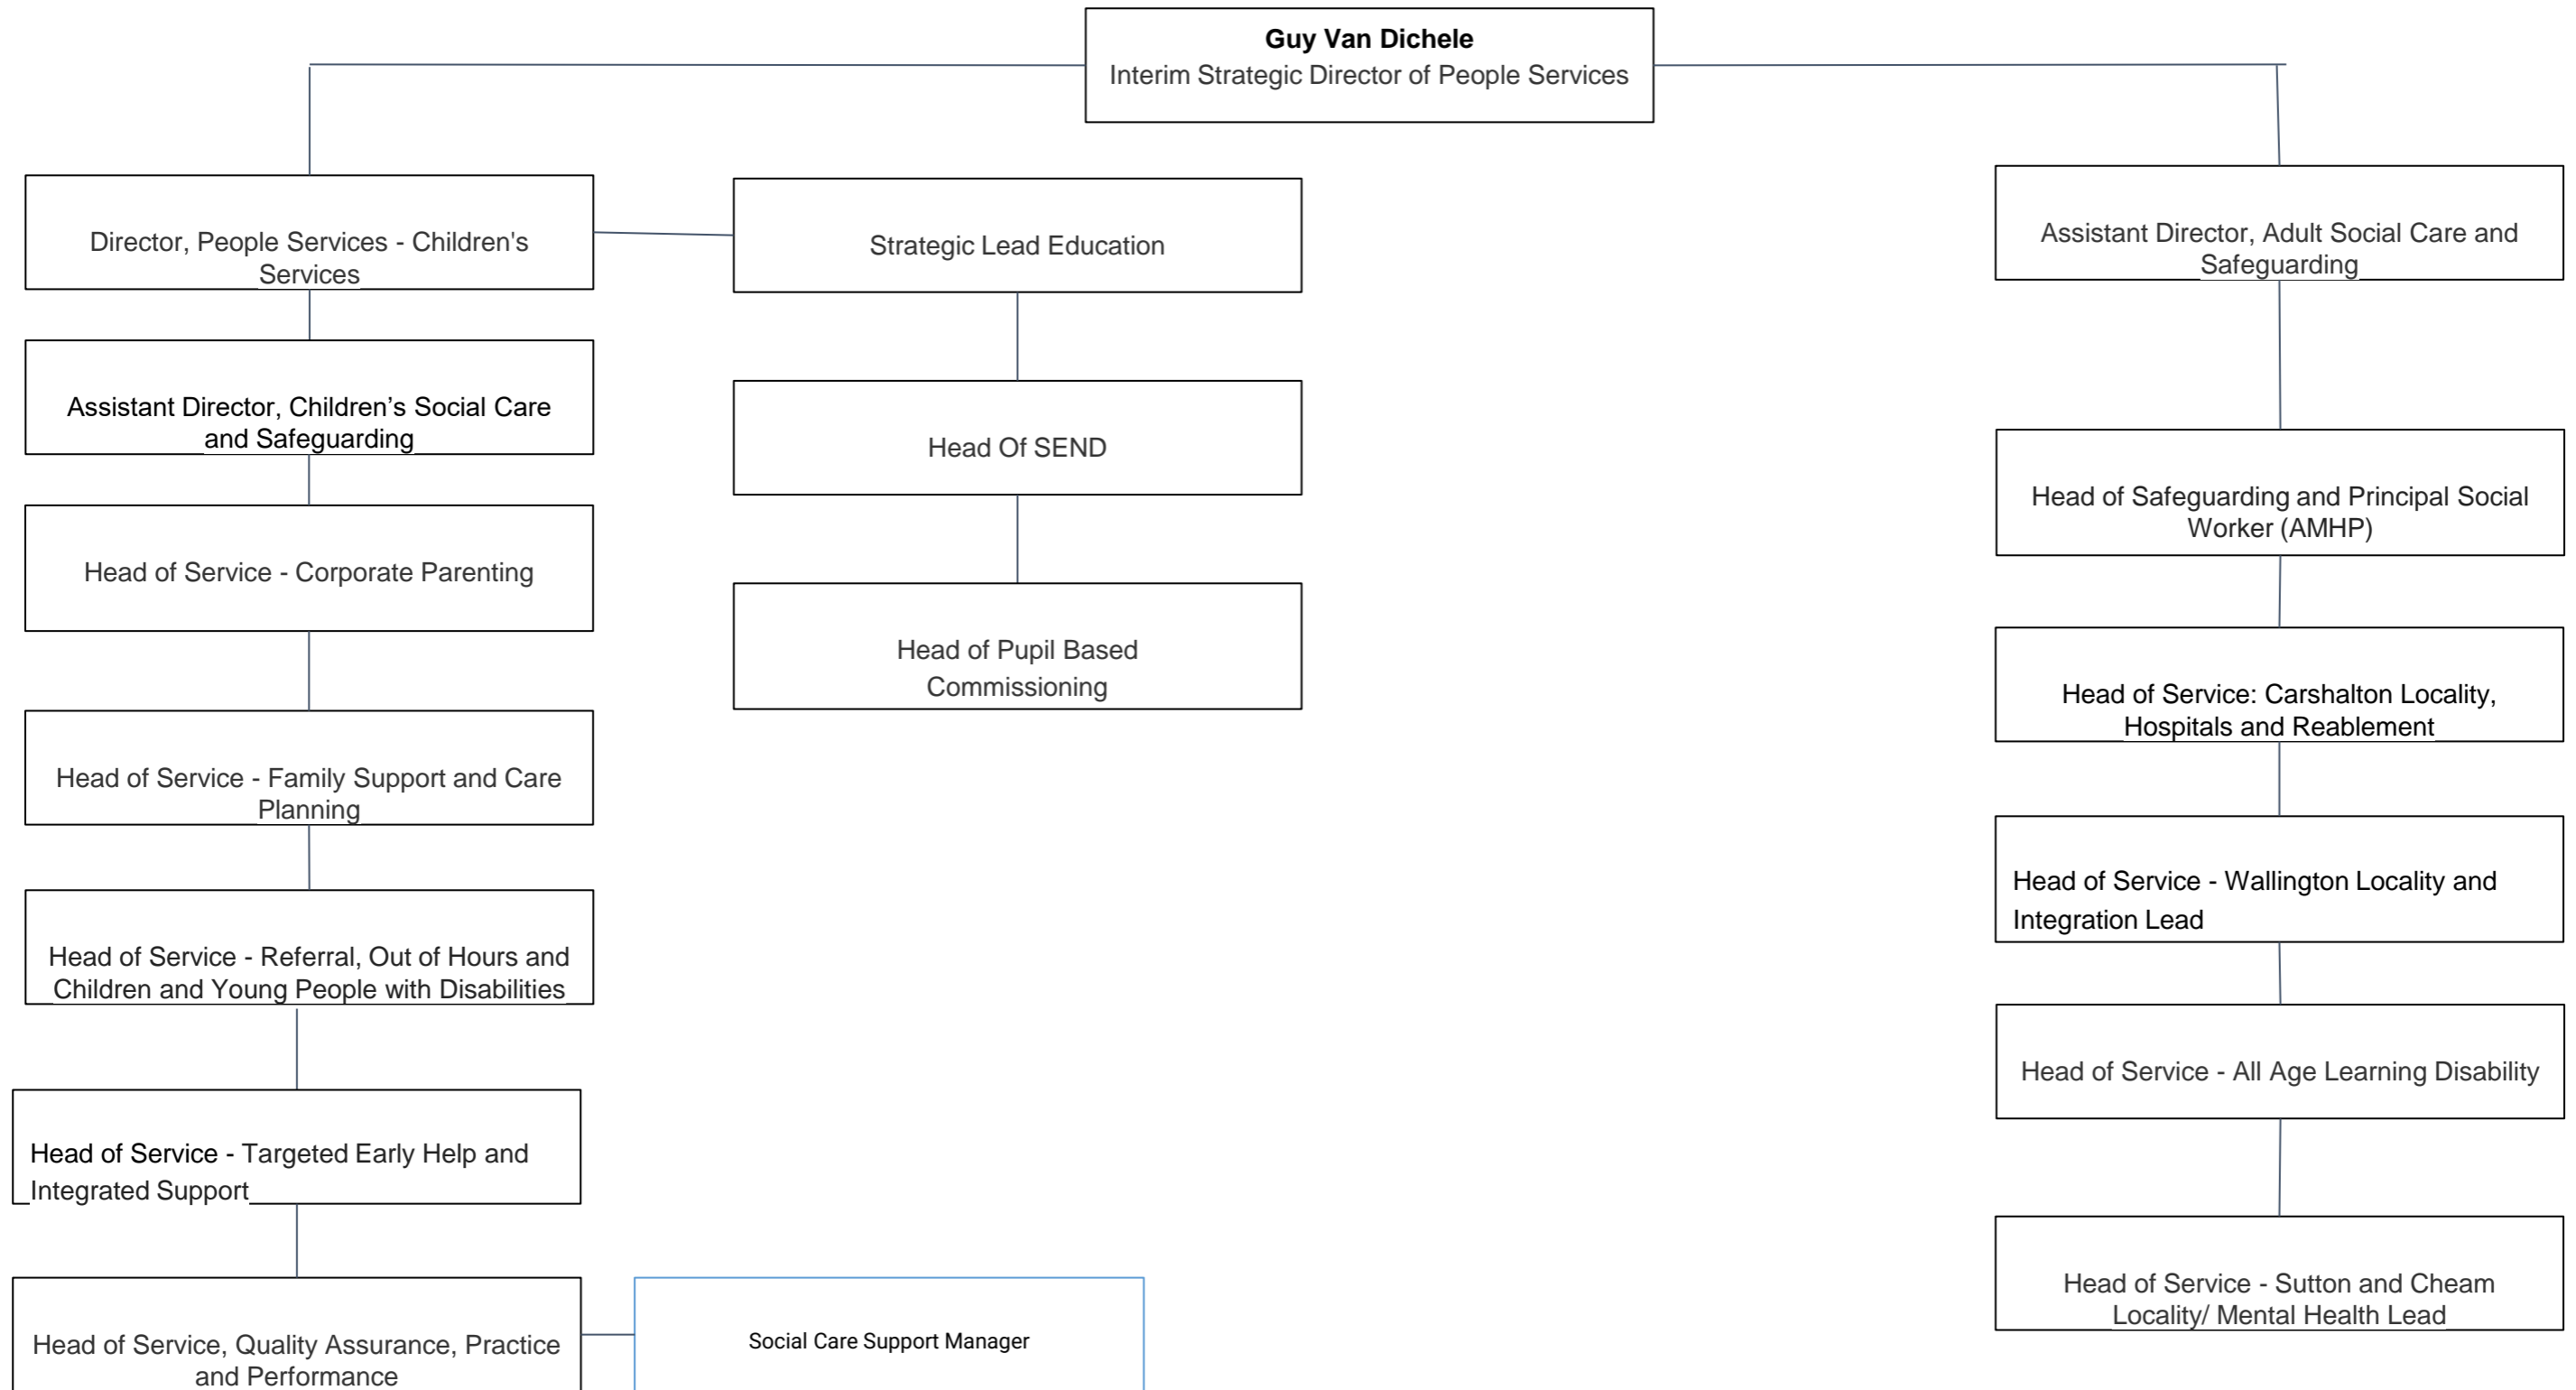 Guy Van Dichele
Interim Strategic Director of People Services
Director, People Services - Children's
Services
Strategic Lead Education
Assistant Director, Adult Social Care and
Safeguarding
Assistant Director, Children’s Social Care
and Safeguarding
Head Of SEND
Head of Safeguarding and Principal Social
Worker (AMHP)
Head of Service - Corporate Parenting
Head of Pupil Based
Commissioning
Head of Service: Carshalton Locality,
Hospitals and Reablement
Head of Service - Family Support and Care
Planning
Head of Service - Wallington Locality and
Integration Lead
Head of Service - Referral, Out of Hours and
Children and Young People with Disabilities
Head of Service - All Age Learning Disability
Head of Service - Targeted Early Help and
Integrated Support
Head of Service - Sutton and Cheam
Locality/ Mental Health Lead
Head of Service, Quality Assurance, Practice
and Performance
Social Care Support Manager